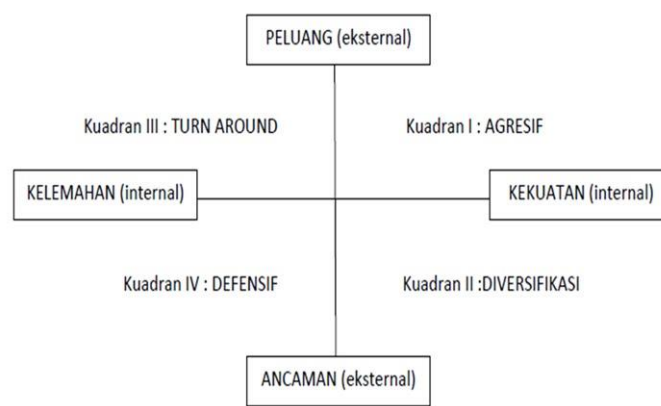 PELUANG (eksternal)
Kuadran III : TURN AROUND
Kuadran I : AGRESIF
KELEMAHAN (internal)
KEKUATAN (internal)
Kuadran IV : DEFENSIF
Kuadran II :DIVERSIFIKASI
ANCAMAN (eksternal)